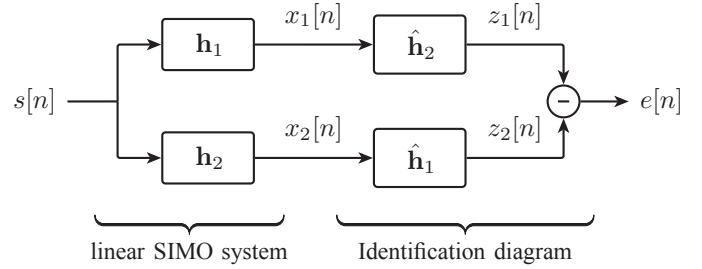 x₁[n] z₁[n]
h₁ ĥ₂
s[n] - e[n]
x₂[n] z₂[n]
h₂ ĥ₁
linear SIMO system Identification diagram